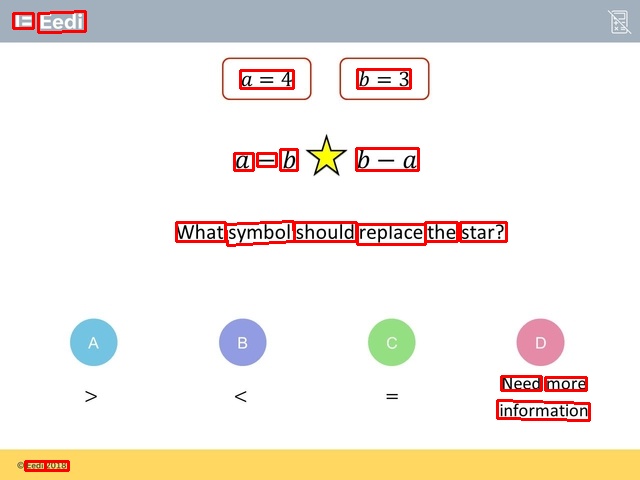 Eedi
a = 4
b = 3
a − b ★ b − a
What symbol should replace the star?
A
B
C
D
>
<
=
Need more
information
© Eedi 2018